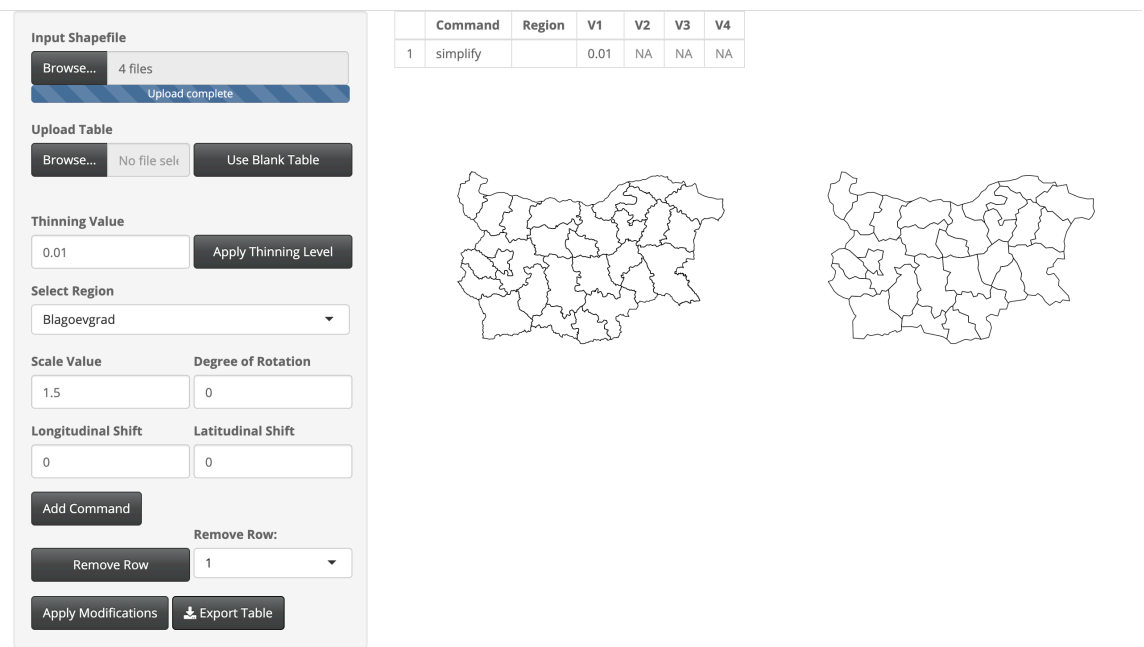 Input Shapefile
Browse... 4 files
Upload complete
Upload Table
Browse... No file sele Use Blank Table
Thinning Value
0.01 Apply Thinning Level
Select Region
Blagoevgrad
Scale Value Degree of Rotation
1.5 0
Longitudinal Shift Latitudinal Shift
0 0
Add Command
Remove Row:
Remove Row 1
Apply Modifications Export Table
Command Region V1 V2 V3 V4
1 simplify 0.01 NA NA NA